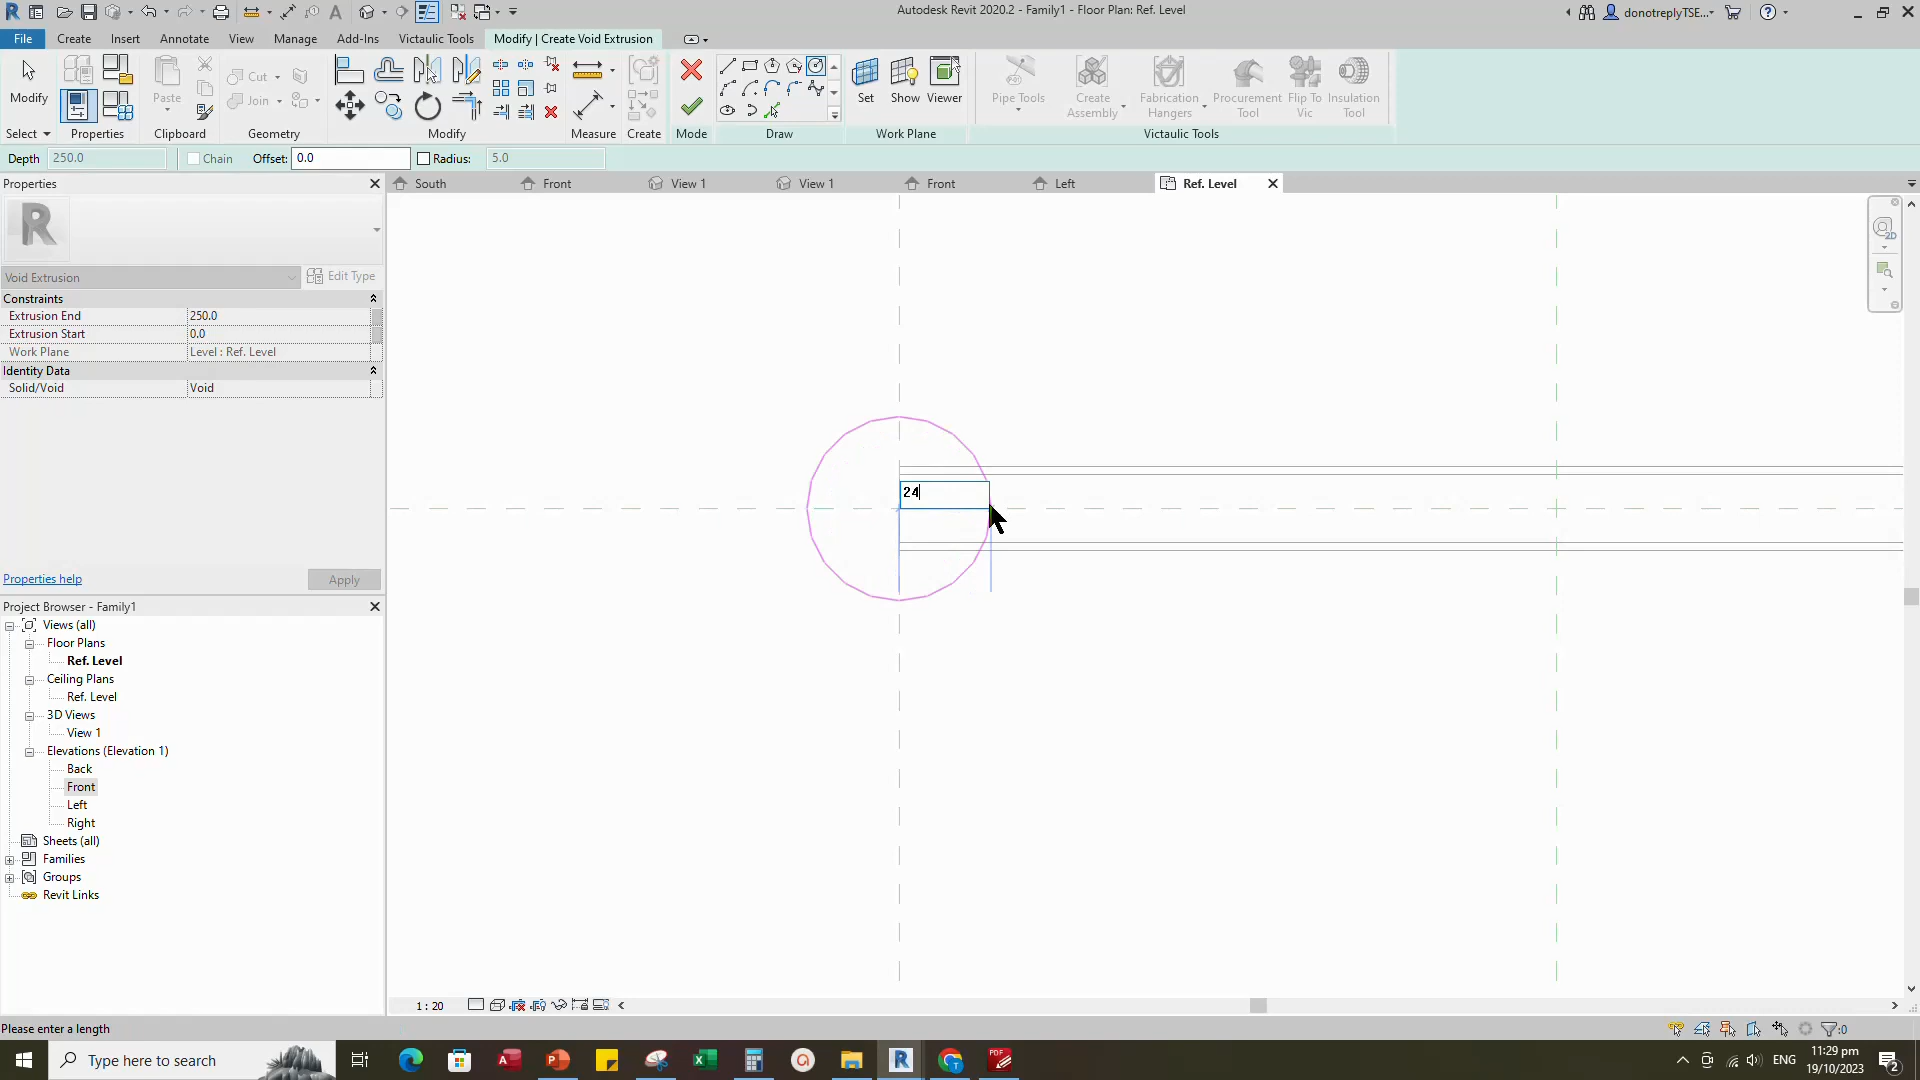 Autodesk Revit 2020.2 - Family1 - Floor Plan: Ref. Level
donotreplyTSE...
File Create Insert Annotate View Manage Add-Ins Victaulic Tools Modify | Create Void Extrusion
Modify
Paste
Cut
Join
Set Show Viewer
Pipe Tools
Create Assembly
Fabrication Hangers
Procurement Tool
Flip To Vic
Insulation Tool
Select Properties Clipboard Geometry Modify Measure Create Mode Draw Work Plane Victaulic Tools
Depth 250.0 Chain Offset: 0.0 Radius: 5.0
Properties
South Front View 1 View 1 Front Left Ref. Level
Void Extrusion Edit Type
Constraints
Extrusion End 250.0
Extrusion Start 0.0
Work Plane Level : Ref. Level
Identity Data
Solid/Void Void
24
2D
Properties help Apply
Project Browser - Family1
Views (all)
Floor Plans
Ref. Level
Ceiling Plans
Ref. Level
3D Views
View 1
Elevations (Elevation 1)
Back
Front
Left
Right
Sheets (all)
Families
Groups
Revit Links
1 : 20
Please enter a length
:0
Type here to search
ENG
11:29 pm
19/10/2023
2